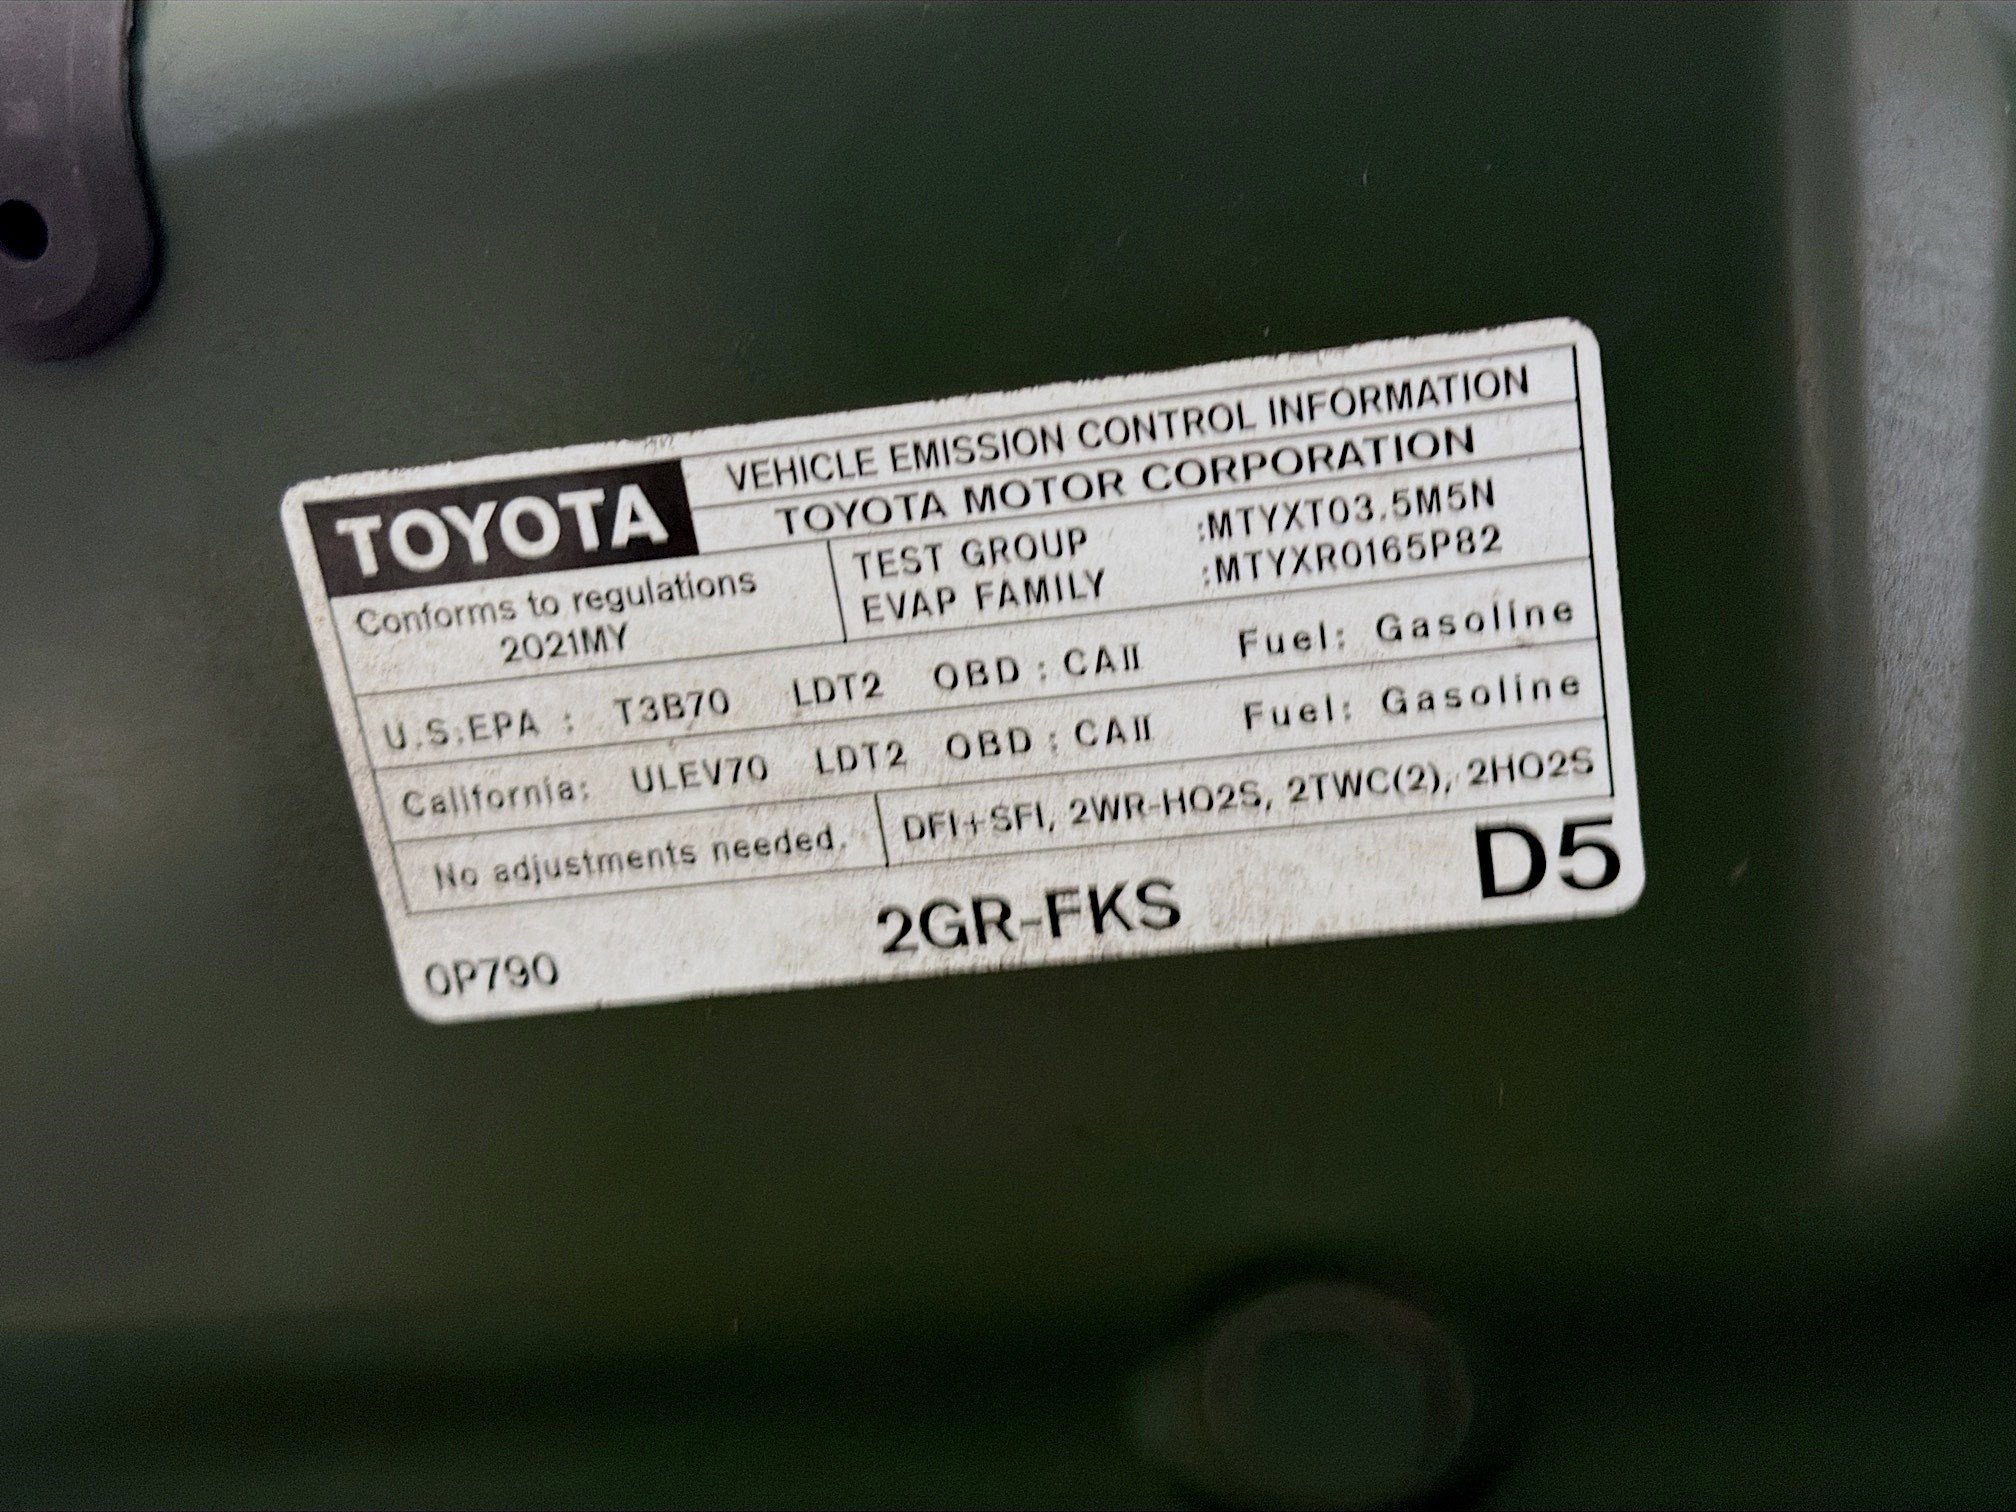 TOYOTA
VEHICLE EMISSION CONTROL INFORMATION
TOYOTA MOTOR CORPORATION
Conforms to regulations
2021MY
TEST GROUP :MTYXT03.5M5N
EVAP FAMILY :MTYXR0165P82
U.S.EPA : T3B70 LDT2 OBD : CAII Fuel: Gasoline
California: ULEV70 LDT2 OBD : CAII Fuel: Gasoline
No adjustments needed.
DFI+SFI, 2WR-HO2S, 2TWC(2), 2HO2S
0P790
2GR-FKS
D5